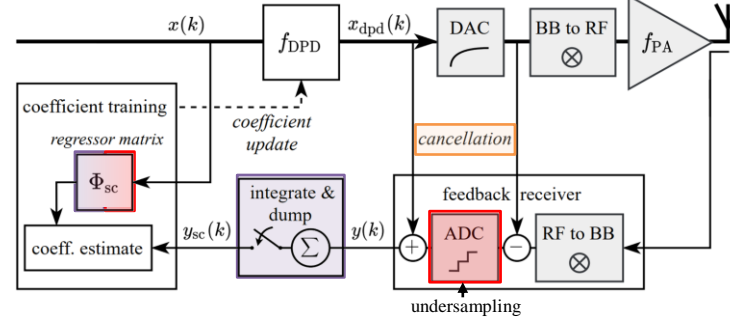 x(k)
f_DPD
x_dpd(k)
DAC
BB to RF
⊗
f_PA
coefficient training
coefficient
update
regressor matrix
Φ_sc
cancellation
integrate &
dump
feedback receiver
coeff. estimate
y_sc(k)
Σ
y(k)
+
ADC
−
RF to BB
⊗
undersampling